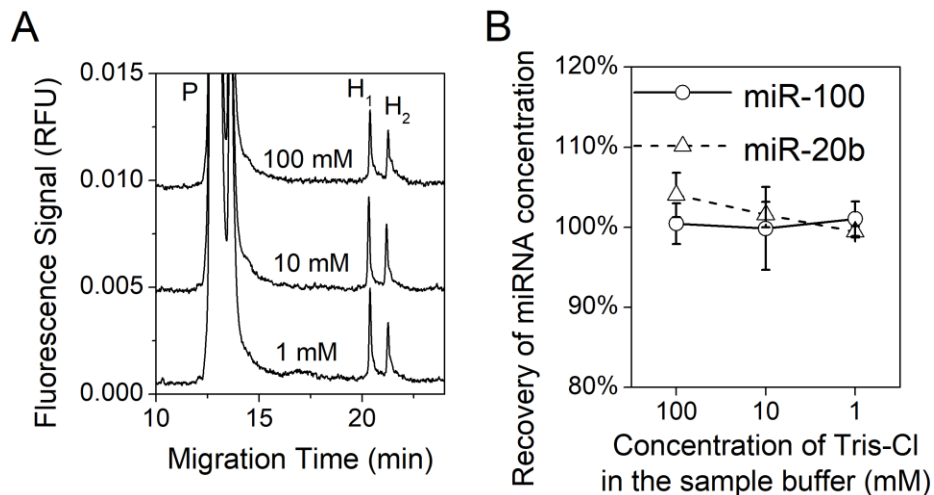 A
Fluorescence Signal (RFU)
0.015
0.010
0.005
0.000
P
H1
H2
100 mM
10 mM
1 mM
10
15
20
Migration Time (min)
B
Recovery of miRNA concentration
120%
110%
100%
90%
80%
miR-100
miR-20b
100
10
1
Concentration of Tris-Cl
in the sample buffer (mM)